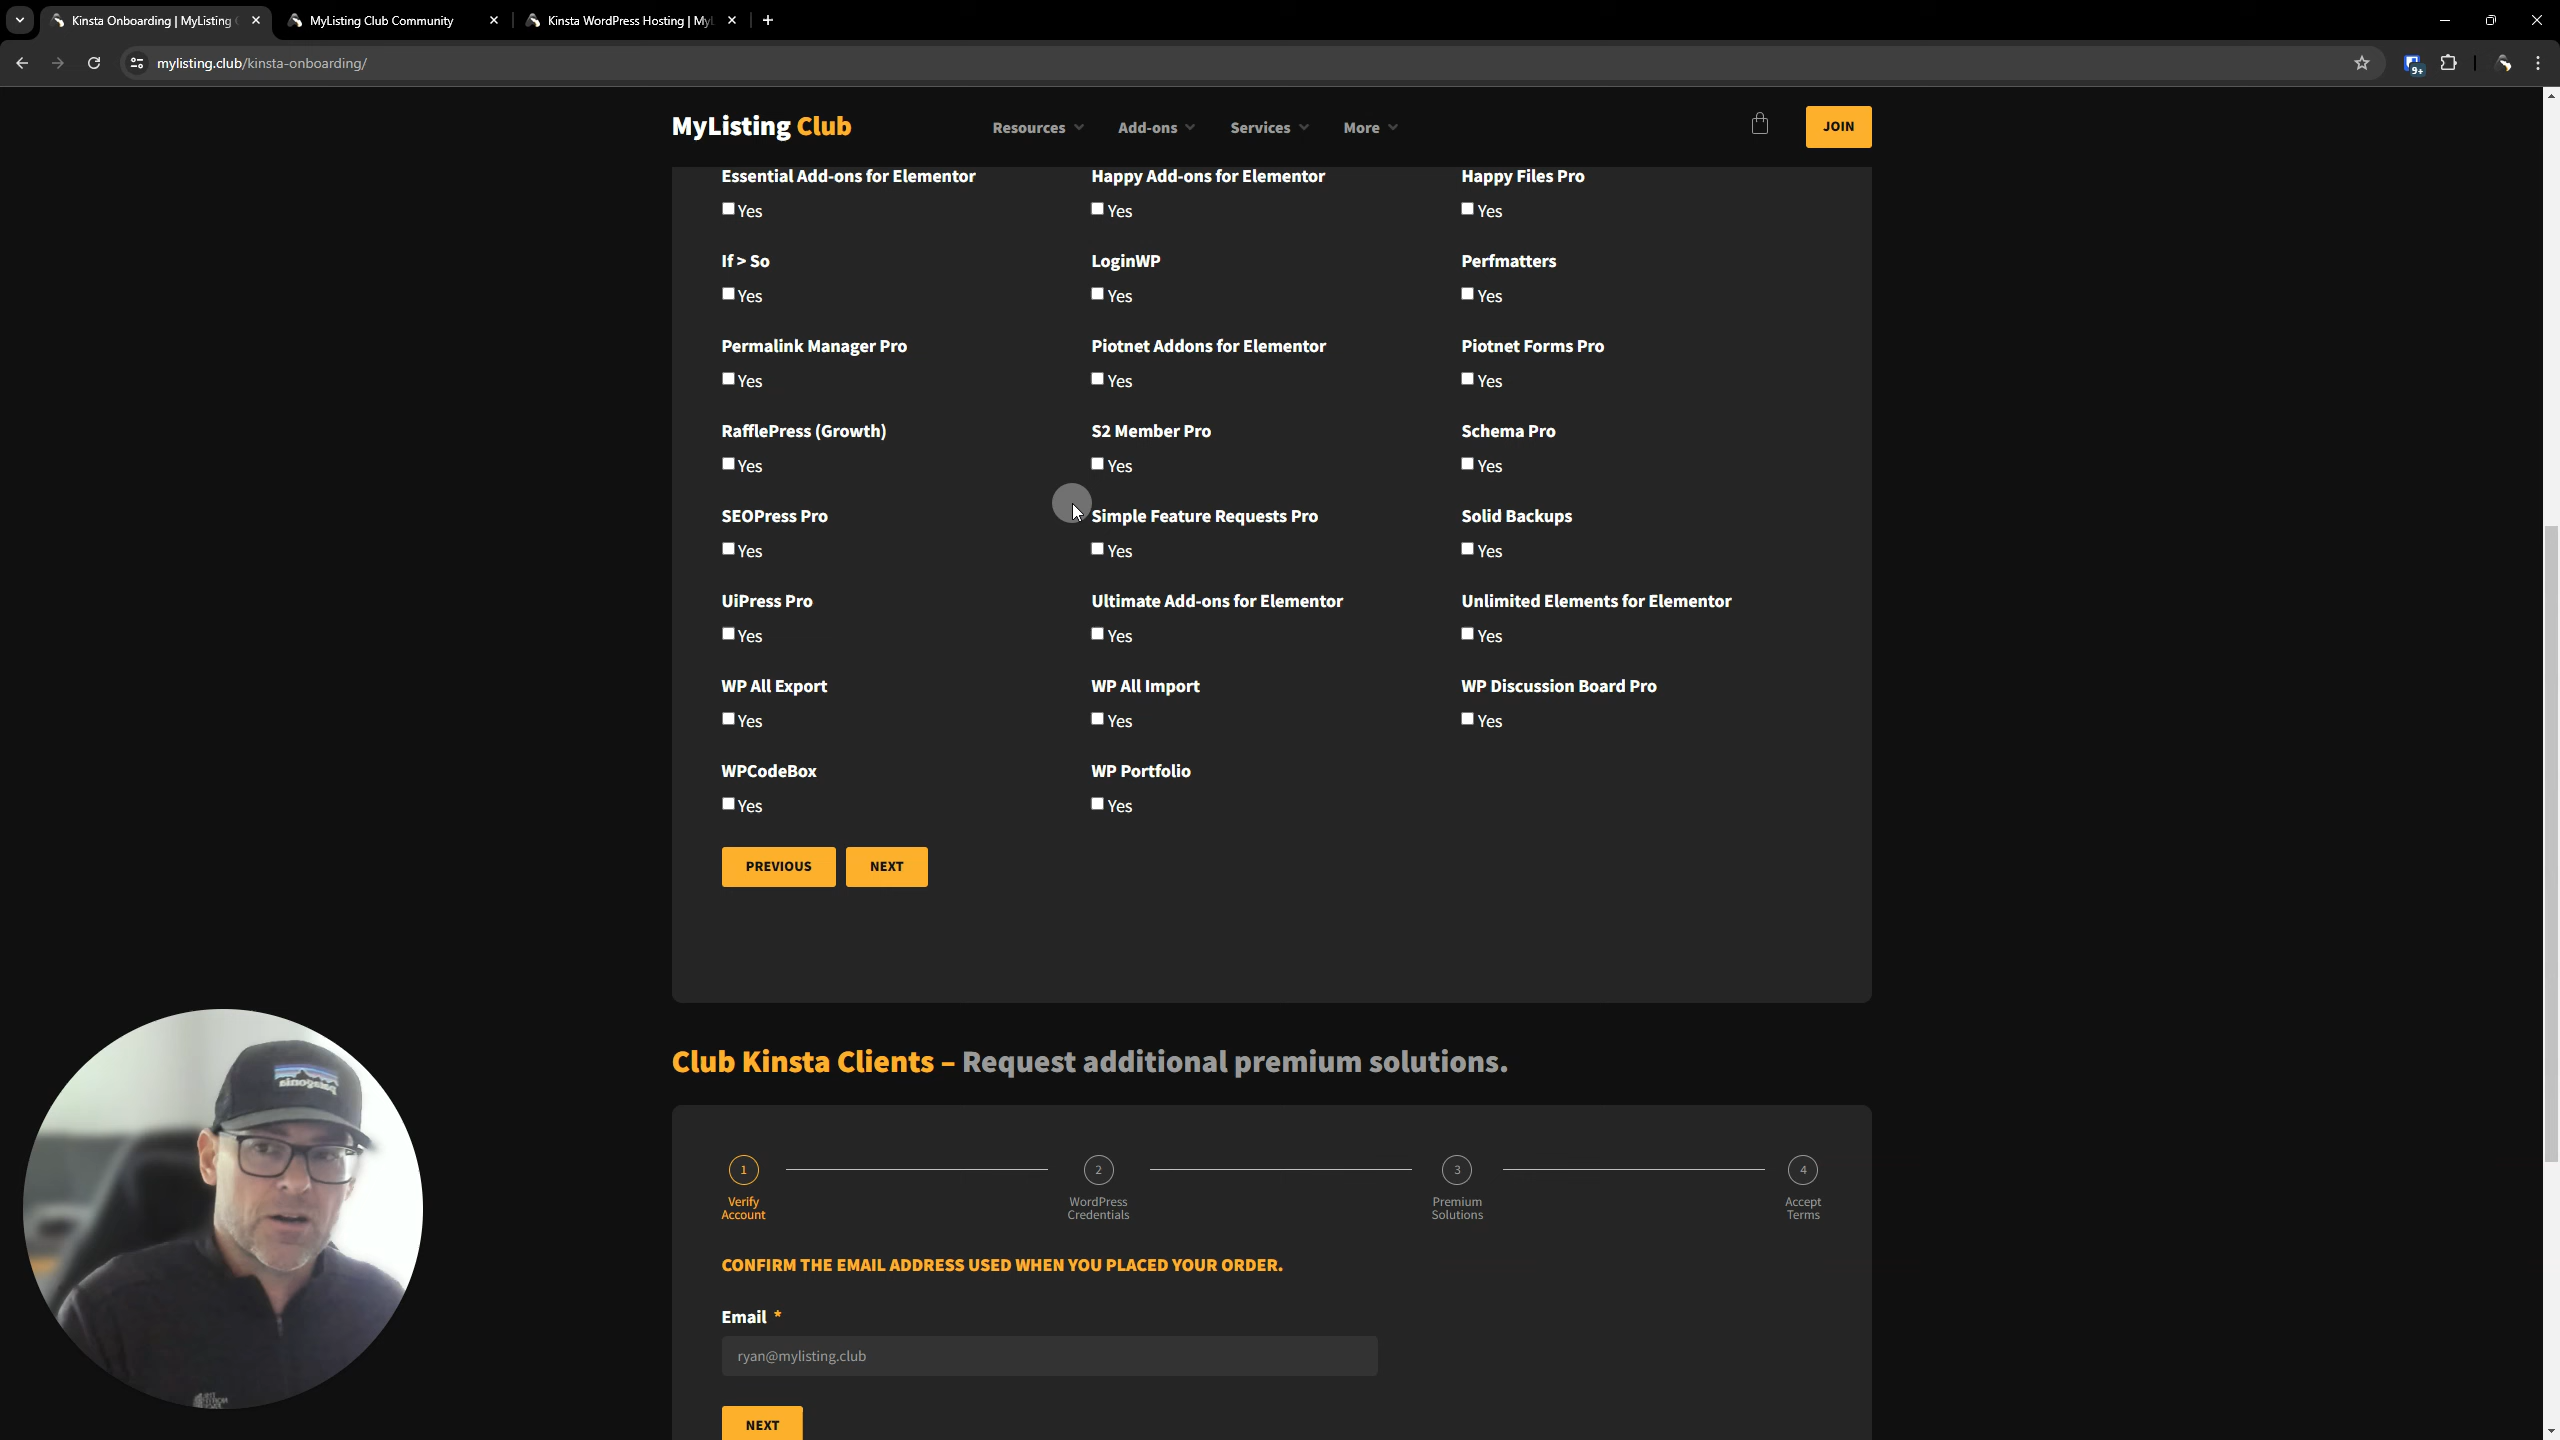 Kinsta Onboarding | MyListing
MyListing Club Community
Kinsta WordPress Hosting | My
mylisting.club/kinsta-onboarding/
9+
MyListing Club
Resources
Add-ons
Services
More
JOIN
Essential Add-ons for Elementor
Happy Add-ons for Elementor
Happy Files Pro
Yes
Yes
Yes
If > So
LoginWP
Perfmatters
Yes
Yes
Yes
Permalink Manager Pro
Piotnet Addons for Elementor
Piotnet Forms Pro
Yes
Yes
Yes
RafflePress (Growth)
S2 Member Pro
Schema Pro
Yes
Yes
Yes
SEOPress Pro
Simple Feature Requests Pro
Solid Backups
Yes
Yes
Yes
UiPress Pro
Ultimate Add-ons for Elementor
Unlimited Elements for Elementor
Yes
Yes
Yes
WP All Export
WP All Import
WP Discussion Board Pro
Yes
Yes
Yes
WPCodeBox
WP Portfolio
Yes
Yes
PREVIOUS
NEXT
Club Kinsta Clients – Request additional premium solutions.
1
2
3
4
Verify
Account
WordPress
Credentials
Premium
Solutions
Accept
Terms
CONFIRM THE EMAIL ADDRESS USED WHEN YOU PLACED YOUR ORDER.
Email *
ryan@mylisting.club
NEXT
patagonia